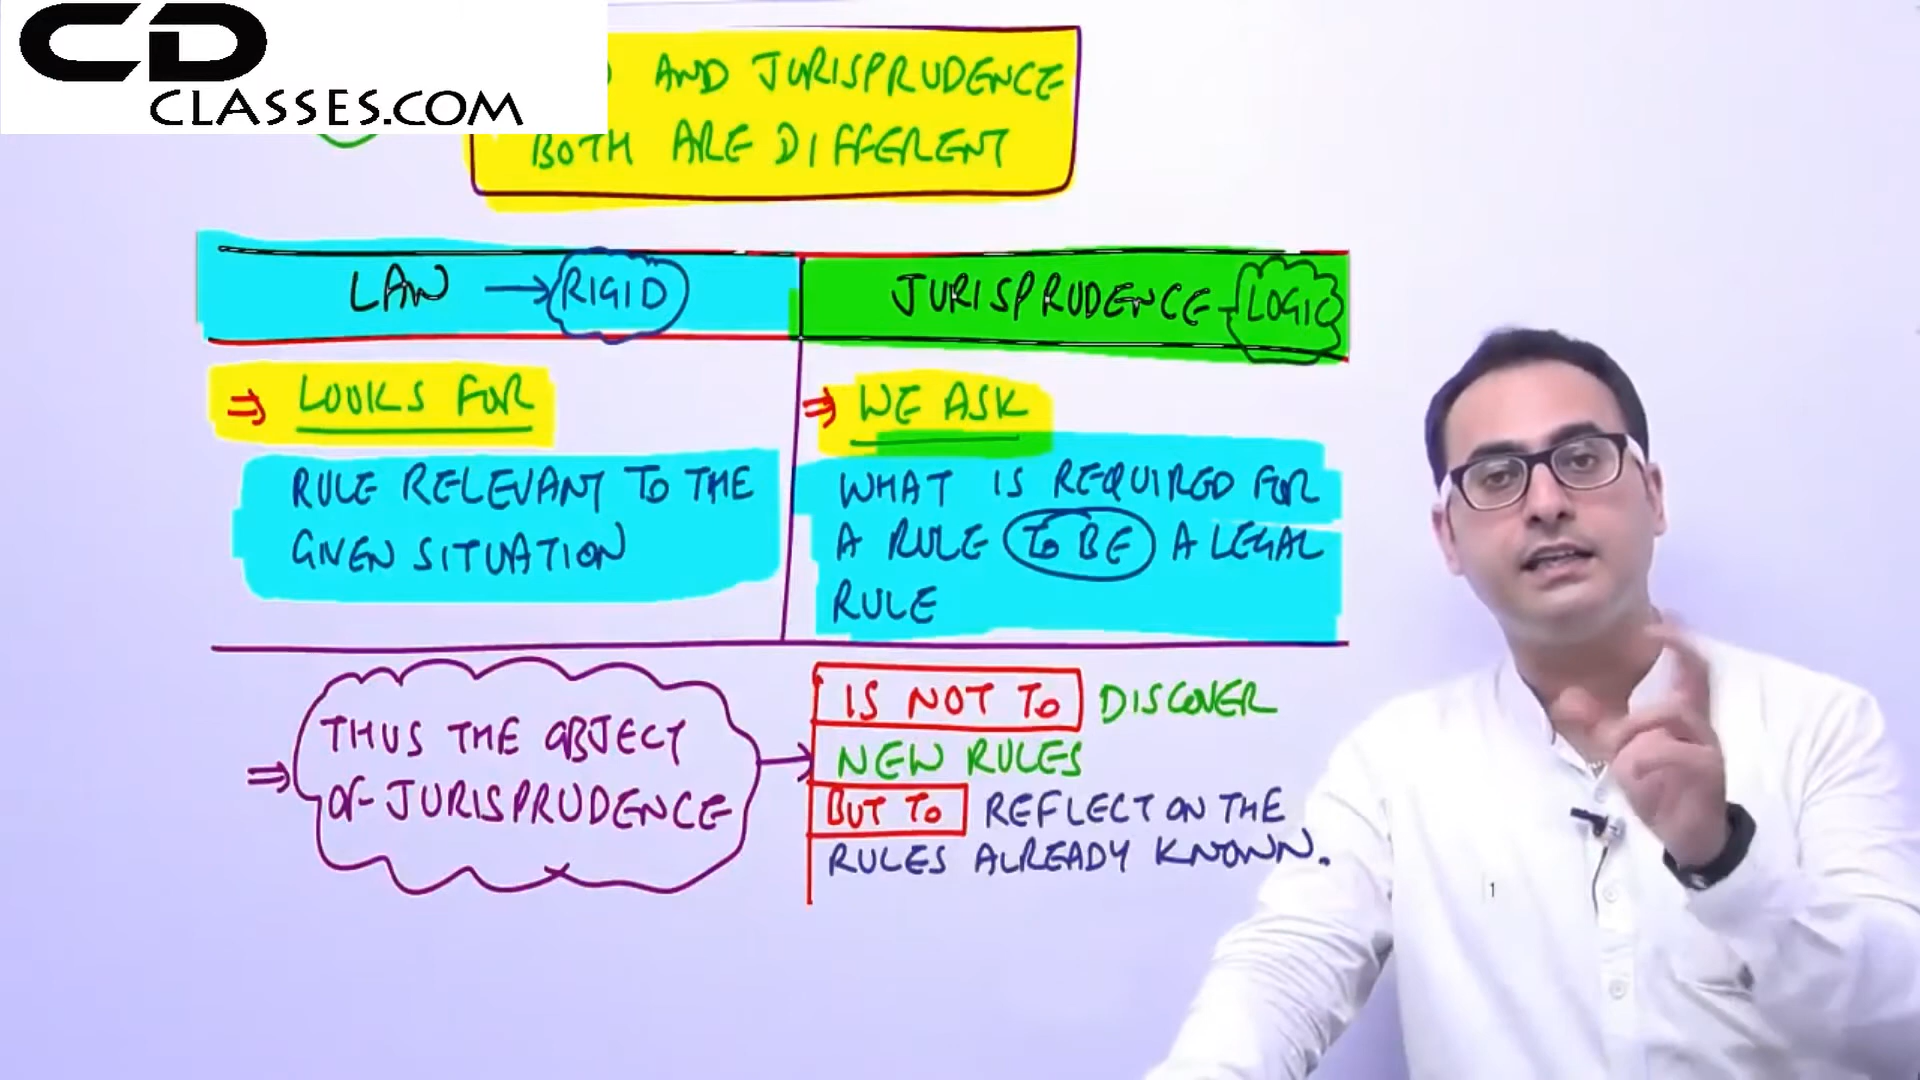 CD
CLASSES.COM
AND JURISPRUDENCE
BOTH ARE DIFFERENT
LAW → RIGID
JURISPRUDENCE - LOGIC
⇒ LOOKS FOR
RULE RELEVANT TO THE
GIVEN SITUATION
⇒ WE ASK
WHAT IS REQUIRED FOR
A RULE TO BE A LEGAL
RULE
⇒ THUS THE OBJECT
OF JURISPRUDENCE →
IS NOT TO DISCOVER
NEW RULES
BUT TO REFLECT ON THE
RULES ALREADY KNOWN.